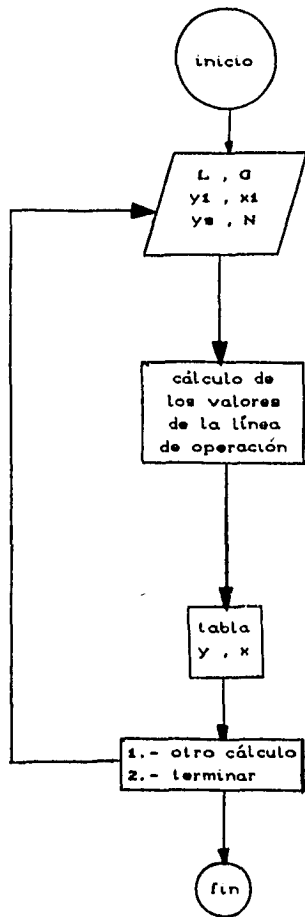 inicio
L , G
y1 , x1
ys , N
cálculo de
los valores
de la línea
de operación
tabla
y , x
1.- otro cálculo
2.- terminar
fin